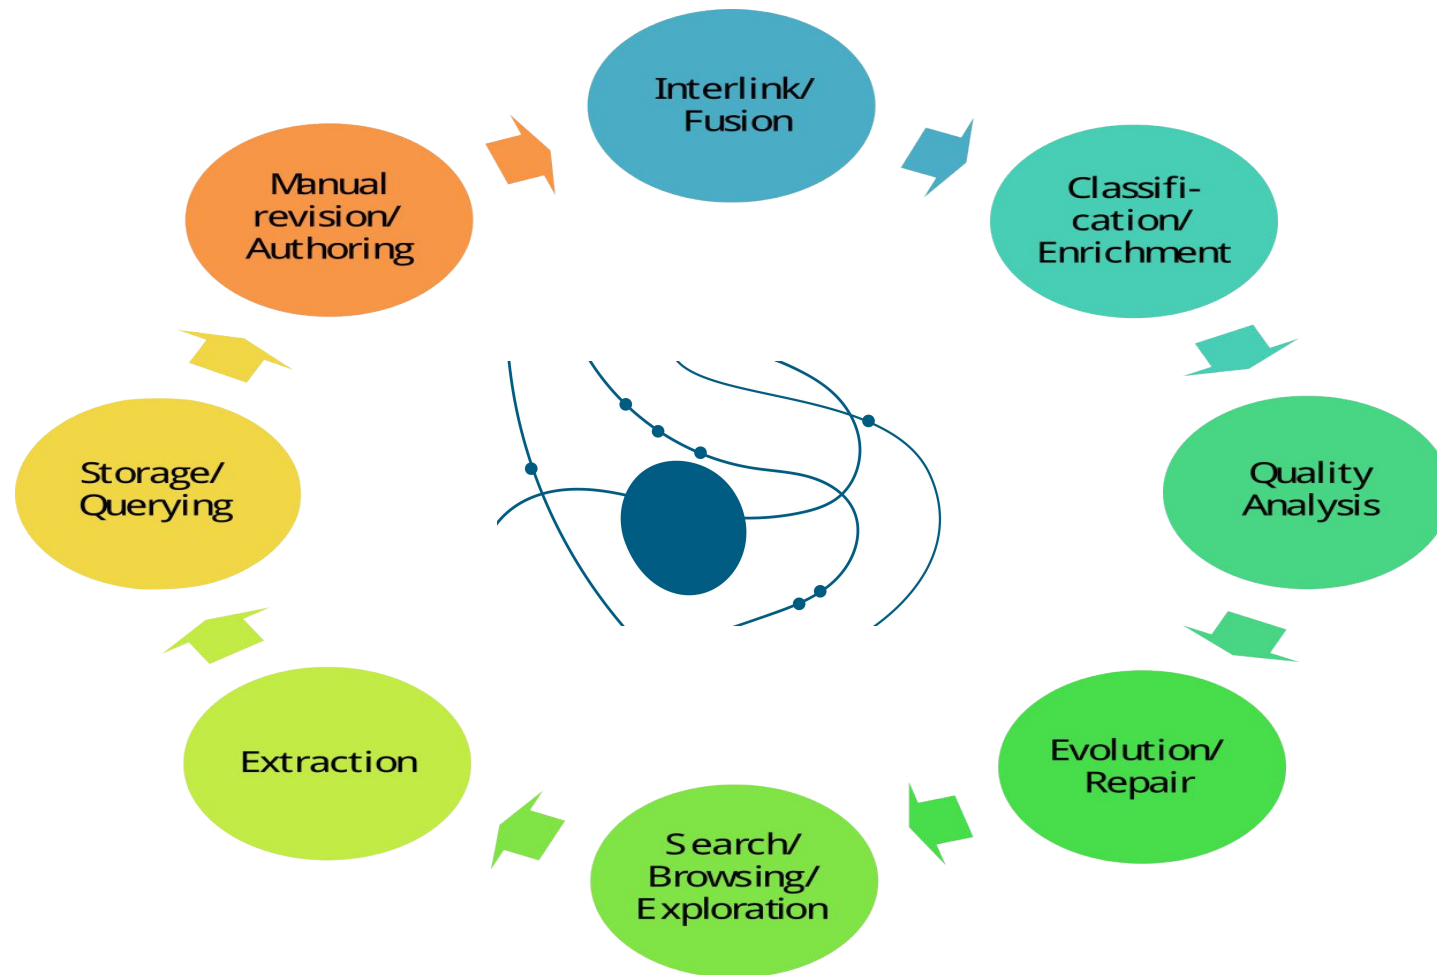 Interlink/
Fusion
Classifi-
cation/
Enrichment
Quality
Analysis
Evolution/
Repair
Search/
Browsing/
Exploration
Extraction
Storage/
Querying
Manual
revision/
Authoring